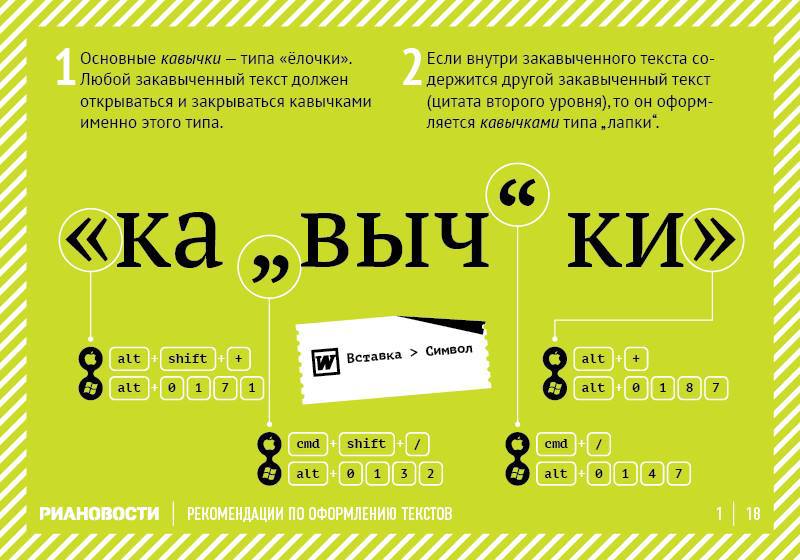 1 Основные кавычки — типа «ёлочки».
Любой закавыченный текст должен
открываться и закрываться кавычками
именно этого типа.
2 Если внутри закавыченного текста со-
держится другой закавыченный текст
(цитата второго уровня), то он оформ-
ляется кавычками типа „лапки“.
«ка „выч“ ки»
alt + shift + +
alt + 0 1 7 1
W Вставка > Символ
alt + +
alt + 0 1 8 7
cmd + shift + /
alt + 0 1 3 2
cmd + /
alt + 0 1 4 7
РИАНОВОСТИ | РЕКОМЕНДАЦИИ ПО ОФОРМЛЕНИЮ ТЕКСТОВ
1 | 18